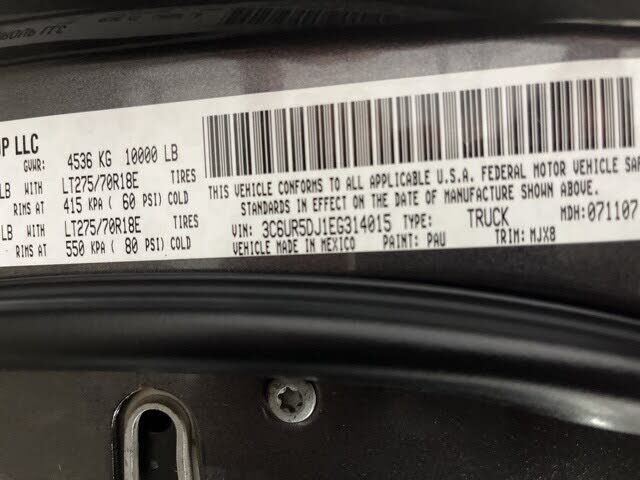 UP LLC
GVWR: 4536 KG 10000 LB
LB WITH LT275/70R18E TIRES
RIMS AT 415 KPA ( 60 PSI) COLD
LB WITH LT275/70R18E TIRES
RIMS AT 550 KPA ( 80 PSI) COLD
THIS VEHICLE CONFORMS TO ALL APPLICABLE U.S.A. FEDERAL MOTOR VEHICLE SAF
STANDARDS IN EFFECT ON THE DATE OF MANUFACTURE SHOWN ABOVE.
VIN: 3C6UR5DJ1EG314015 TYPE: TRUCK MDH:071107
VEHICLE MADE IN MEXICO PAINT: PAU TRIM: MJX8